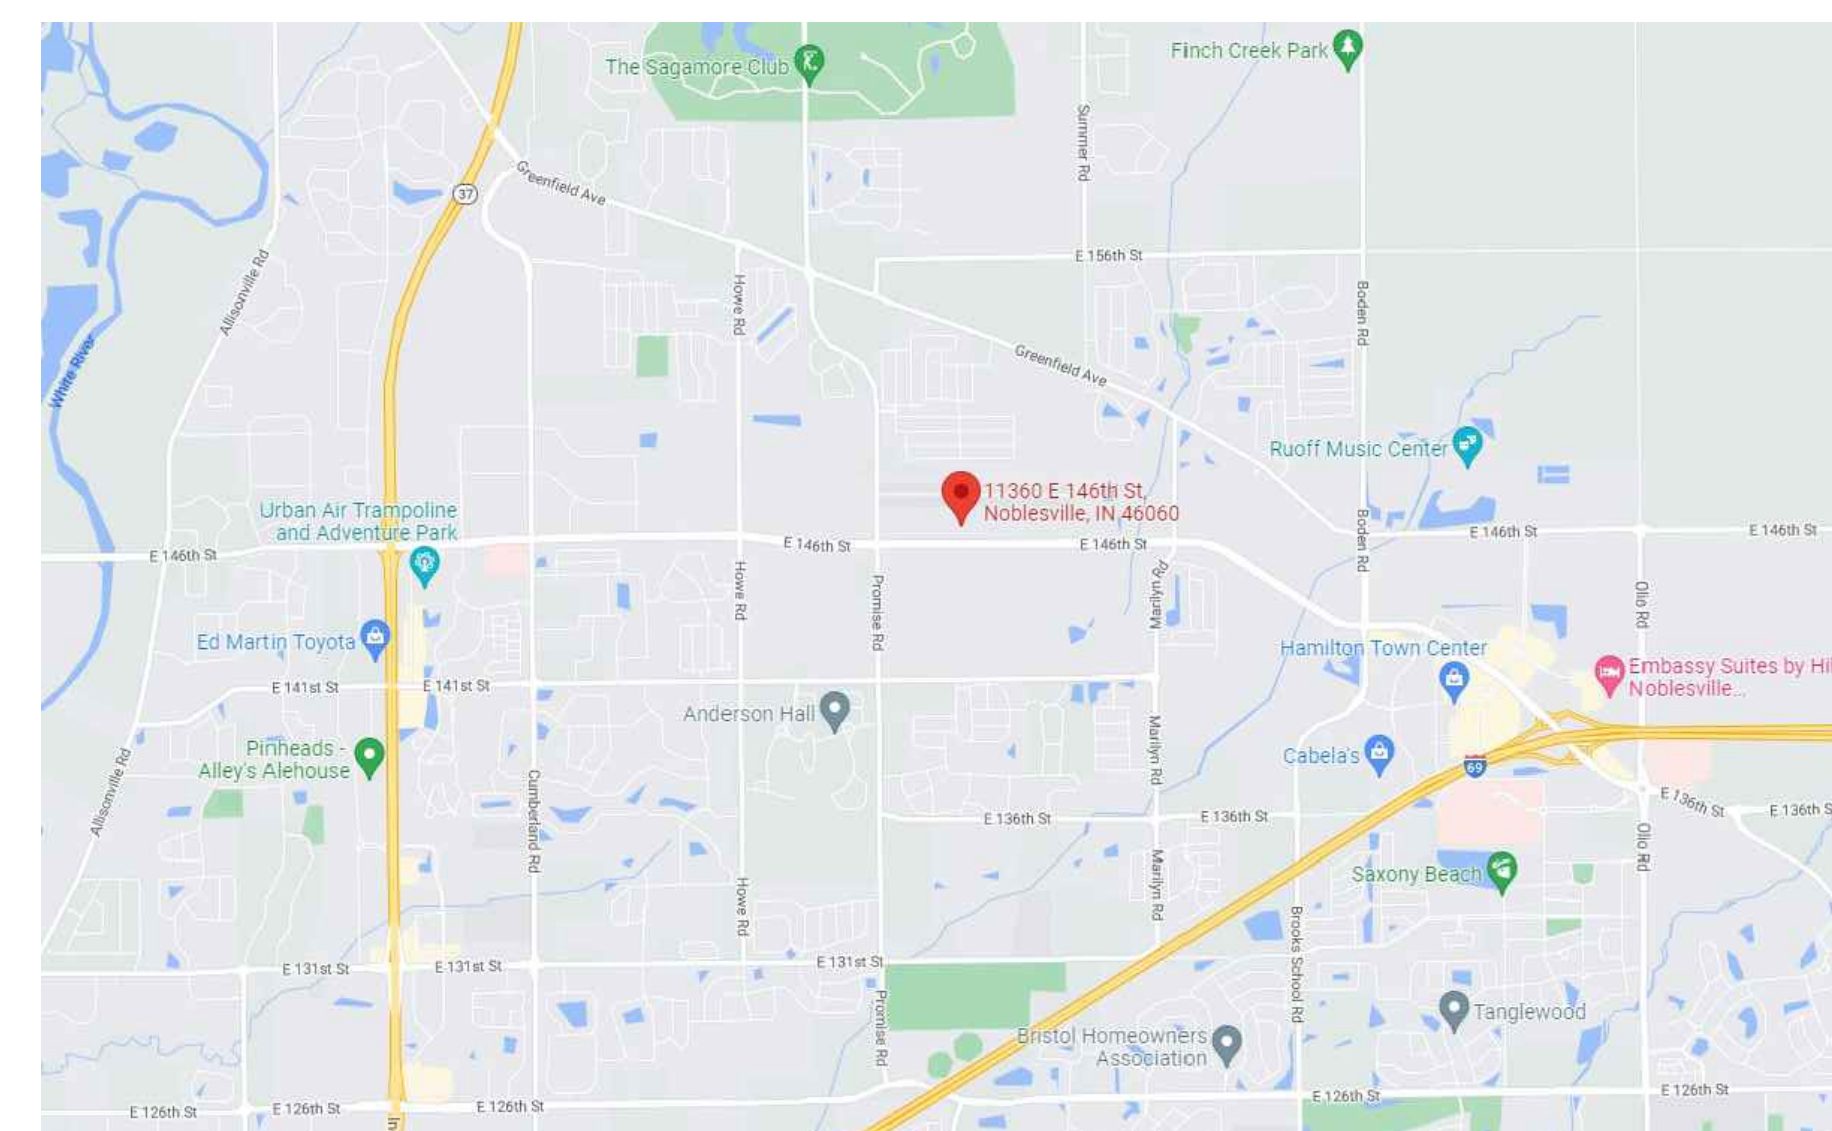 The Sagamore Club
Finch Creek Park
Summer Rd
37
Greenfield Ave
Allisonville Rd
E 156th St
Howe Rd
Boden Rd
White River
Greenfield Ave
Ruoff Music Center
11360 E 146th St,
Noblesville, IN 46060
Urban Air Trampoline
and Adventure Park
E 146th St
E 146th St
E 146th St
Boden Rd
E 146th St
E 146th St
Howe Rd
Promise Rd
Marilyn Rd
Olio Rd
Ed Martin Toyota
Hamilton Town Center
Embassy Suites by Hil
Noblesville...
E 141st St
E 141st St
Anderson Hall
Pinheads -
Alley's Alehouse
Marilyn Rd
Cabela's
69
Allisonville Rd
Cumberland Rd
E 136th St
E 136th St
E 136th St
E 136th S
Olio Rd
Marilyn Rd
Saxony Beach
Howe Rd
Brooks School Rd
E 131st St
E 131st St
E 131st St
Promise Rd
Tanglewood
Bristol Homeowners
Association
E 126th St
E 126th St
E 126th St
E 126th St
E 126th St